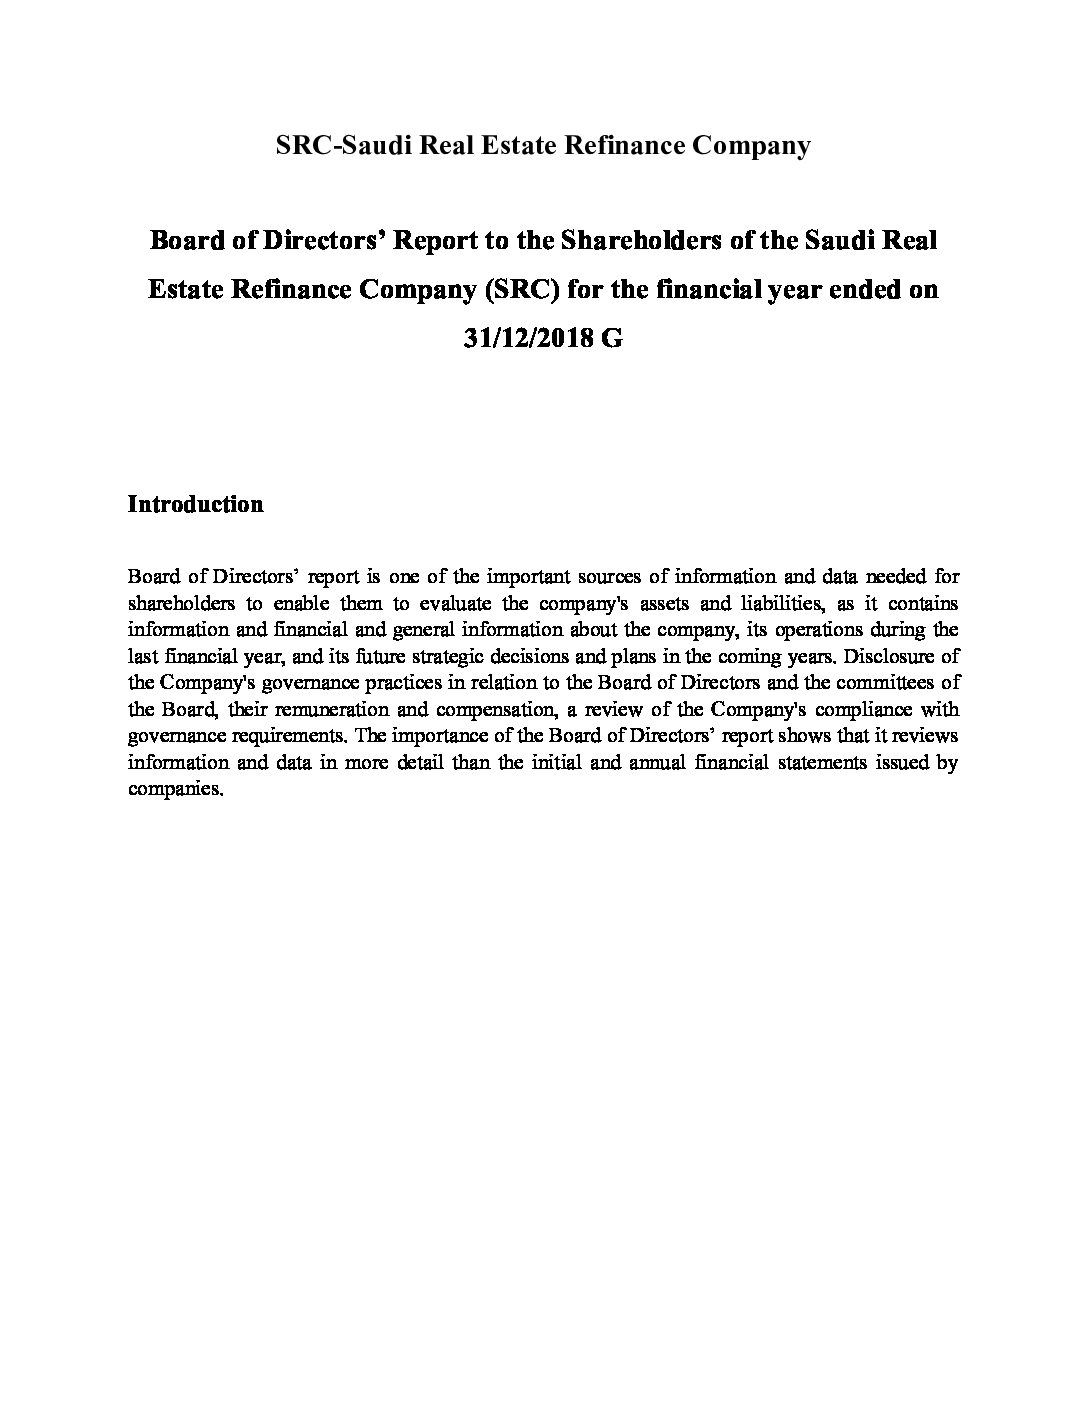 SRC-Saudi Real Estate Refinance Company
Board of Directors’ Report to the Shareholders of the Saudi Real
Estate Refinance Company (SRC) for the financial year ended on
31/12/2018 G
Introduction
Board of Directors’ report is one of the important sources of information and data needed for
shareholders to enable them to evaluate the company's assets and liabilities, as it contains
information and financial and general information about the company, its operations during the
last financial year, and its future strategic decisions and plans in the coming years. Disclosure of
the Company's governance practices in relation to the Board of Directors and the committees of
the Board, their remuneration and compensation, a review of the Company's compliance with
governance requirements. The importance of the Board of Directors’ report shows that it reviews
information and data in more detail than the initial and annual financial statements issued by
companies.